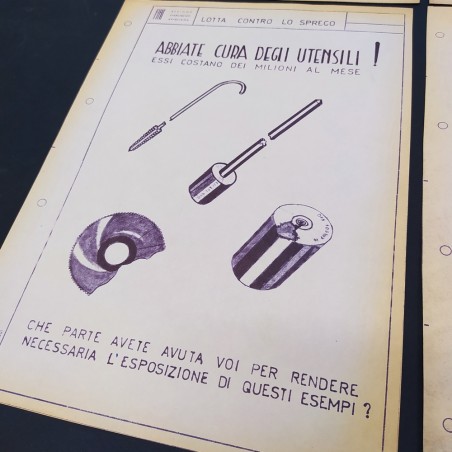 LOTTA CONTRO LO SPRECO
ABBIATE CURA DEGLI UTENSILI !
ESSI COSTANO DEI MILIONI AL MESE
CHE PARTE AVETE AVUTA VOI PER RENDERE
NECESSARIA L'ESPOSIZIONE DI QUESTI ESEMPI ?